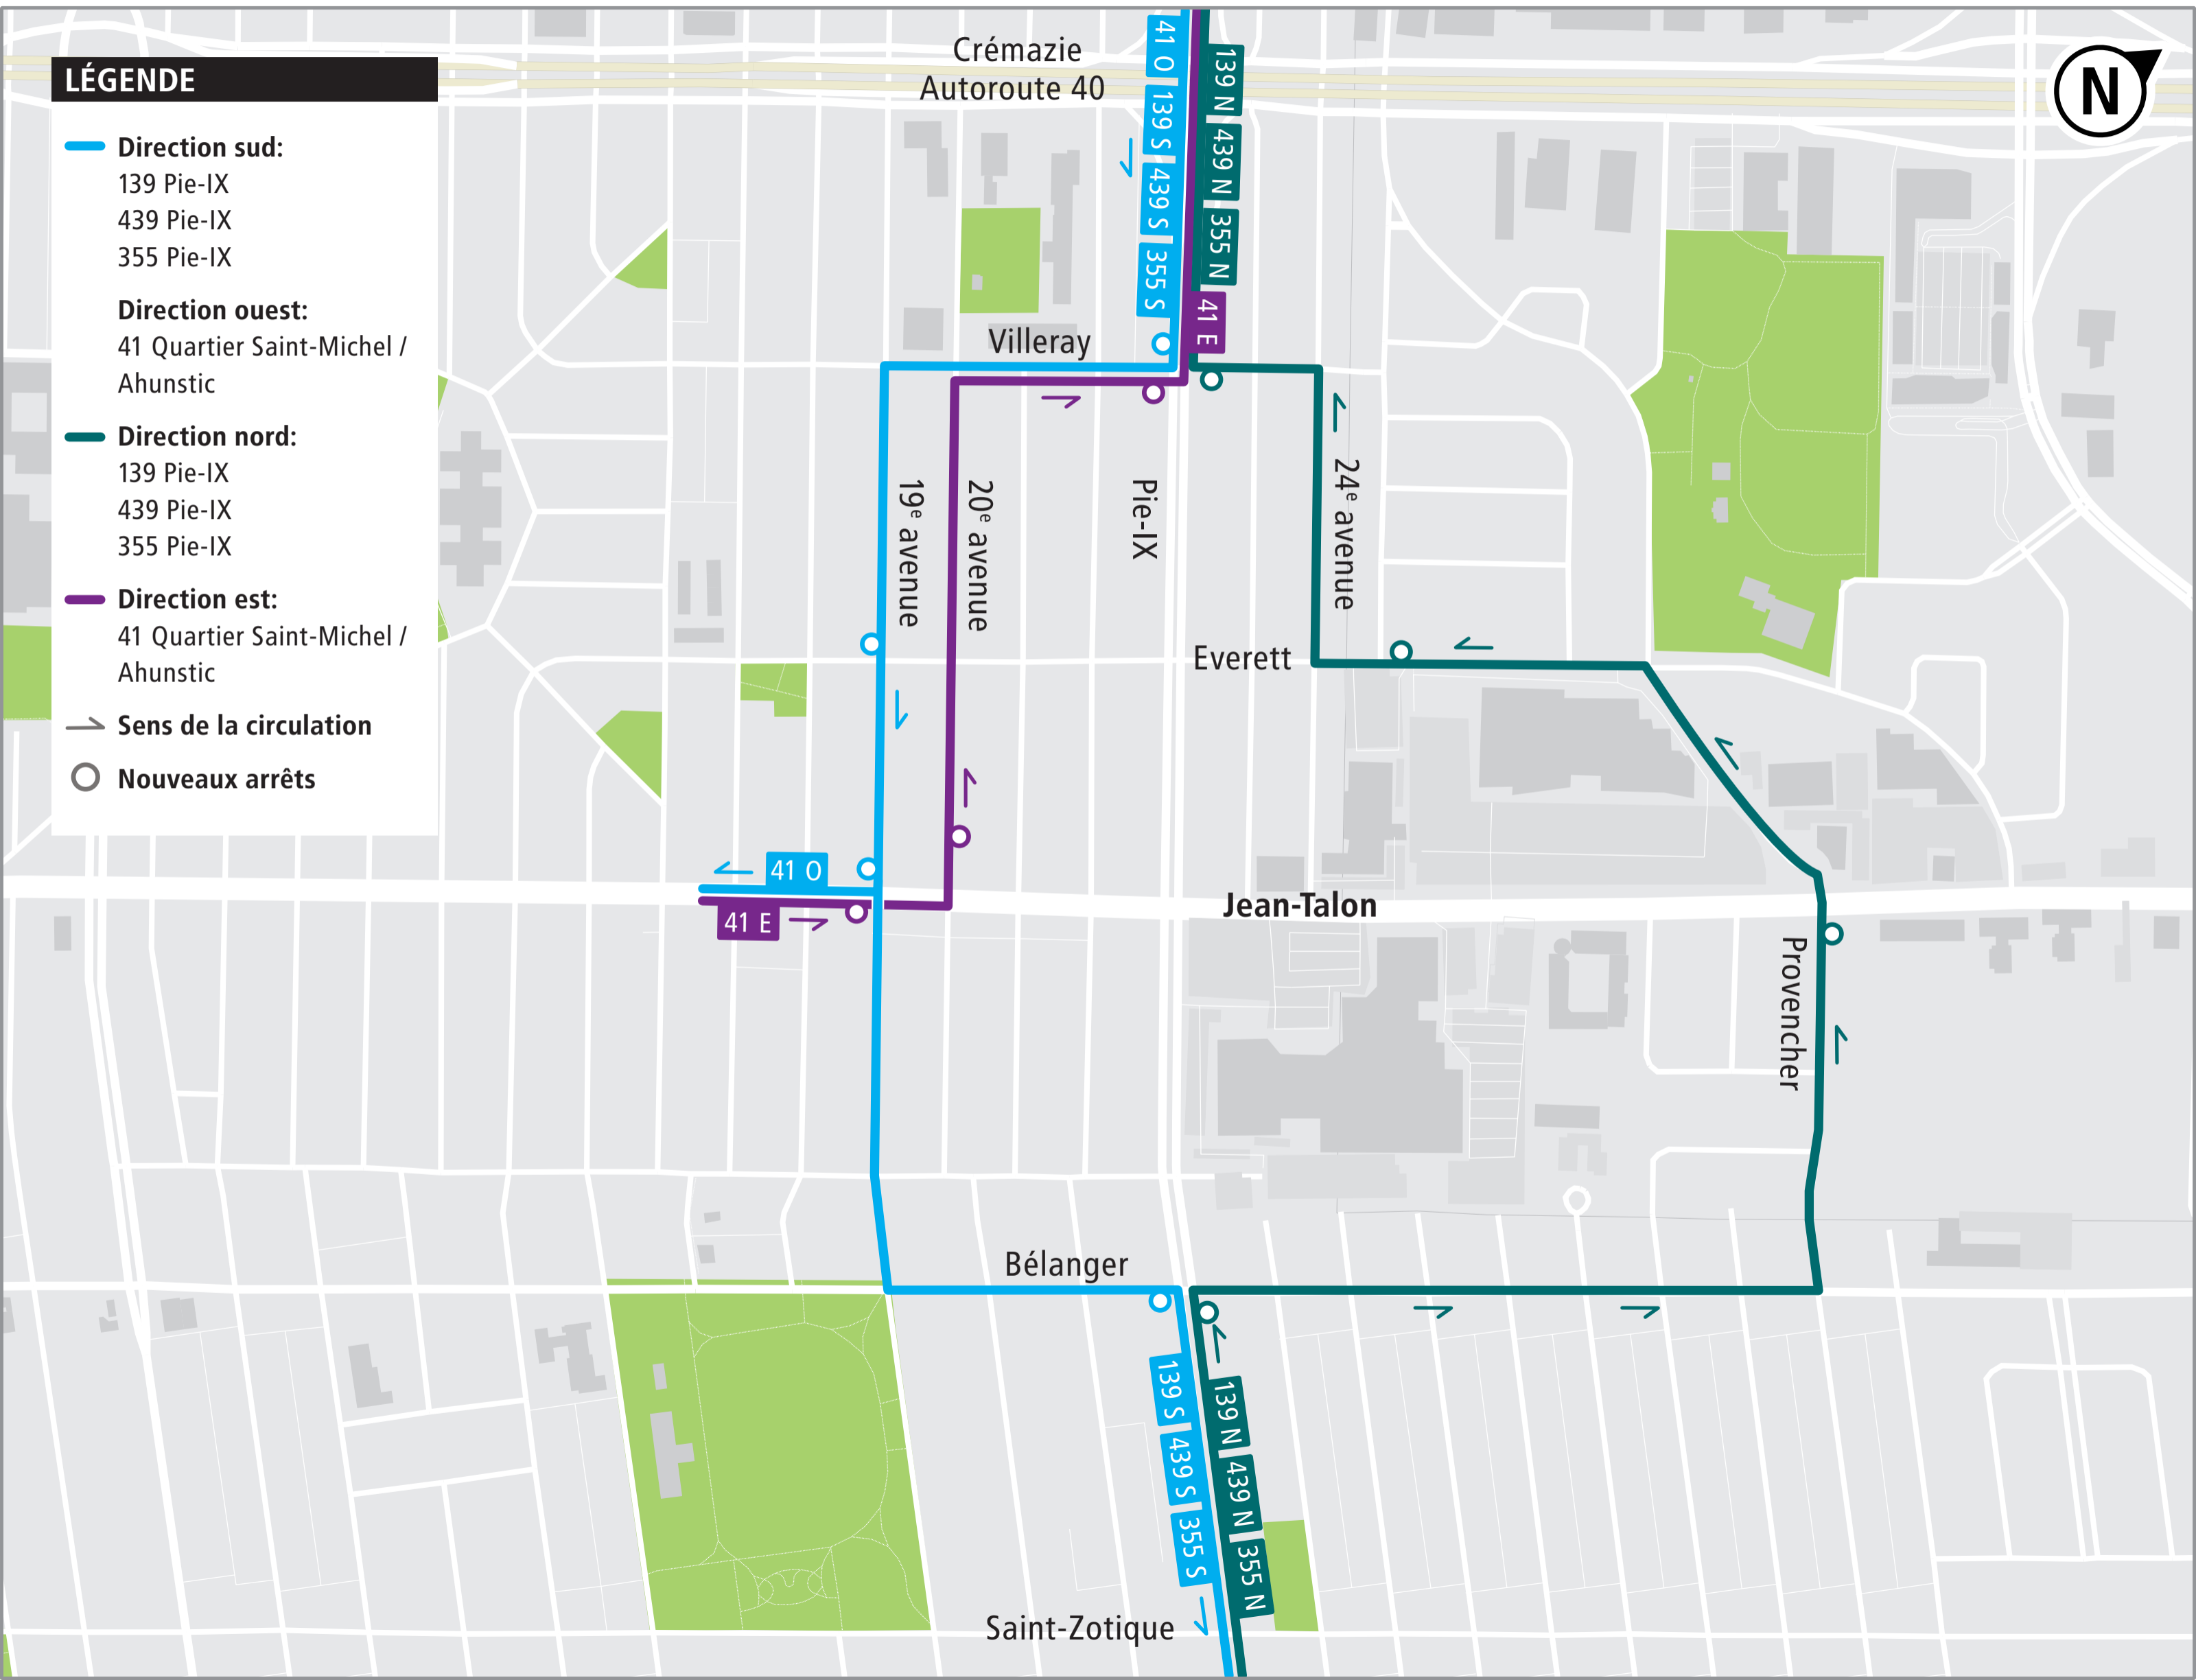 LÉGENDE
Direction sud:
139 Pie-IX
439 Pie-IX
355 Pie-IX
Direction ouest:
41 Quartier Saint-Michel /
Ahunstic
Direction nord:
139 Pie-IX
439 Pie-IX
355 Pie-IX
Direction est:
41 Quartier Saint-Michel /
Ahunstic
Sens de la circulation
Nouveaux arrêts
Crémazie
Autoroute 40
41 O
139 S
439 S
355 S
139 N
439 N
355 N
41 E
N
Villeray
19e avenue
20e avenue
Pie-IX
24e avenue
Everett
41 O
41 E
Jean-Talon
Provencher
Bélanger
139 S
439 S
355 S
139 N
439 N
355 N
Saint-Zotique